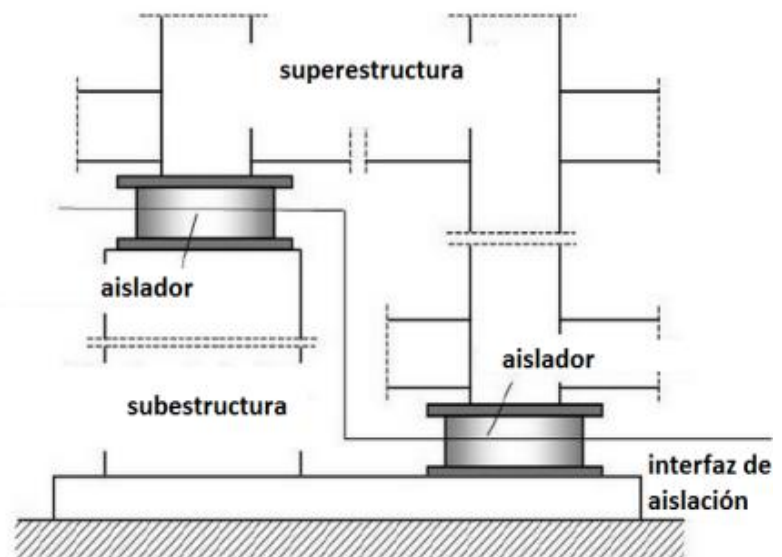 superestructura
aislador
aislador
subestructura
interfaz de
aislación